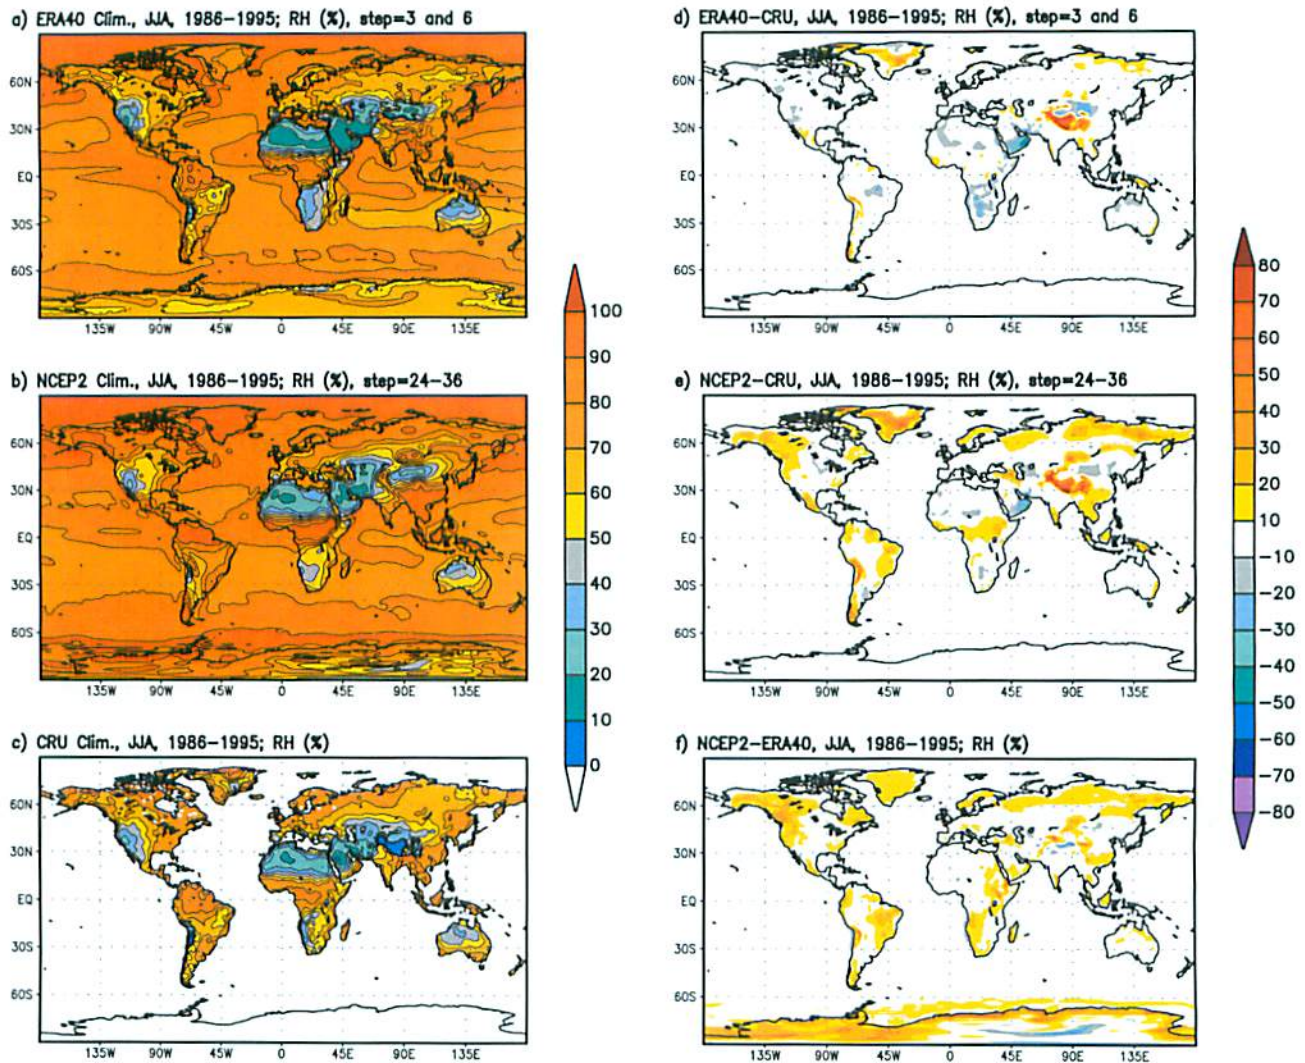 a) ERA40 Clim., JJA, 1986-1995; RH (%), step=3 and 6
60N
30N
EQ
30S
60S
135W 90W 45W 0 45E 90E 135E
b) NCEP2 Clim., JJA, 1986-1995; RH (%), step=24-36
60N
30N
EQ
30S
60S
135W 90W 45W 0 45E 90E 135E
c) CRU Clim., JJA, 1986-1995; RH (%)
60N
30N
EQ
30S
60S
135W 90W 45W 0 45E 90E 135E
100
90
80
70
60
50
40
30
20
10
0
d) ERA40-CRU, JJA, 1986-1995; RH (%), step=3 and 6
60N
30N
EQ
30S
60S
135W 90W 45W 0 45E 90E 135E
e) NCEP2-CRU, JJA, 1986-1995; RH (%), step=24-36
60N
30N
EQ
30S
60S
135W 90W 45W 0 45E 90E 135E
f) NCEP2-ERA40, JJA, 1986-1995; RH (%)
60N
30N
EQ
30S
60S
135W 90W 45W 0 45E 90E 135E
80
70
60
50
40
30
20
10
-10
-20
-30
-40
-50
-60
-70
-80